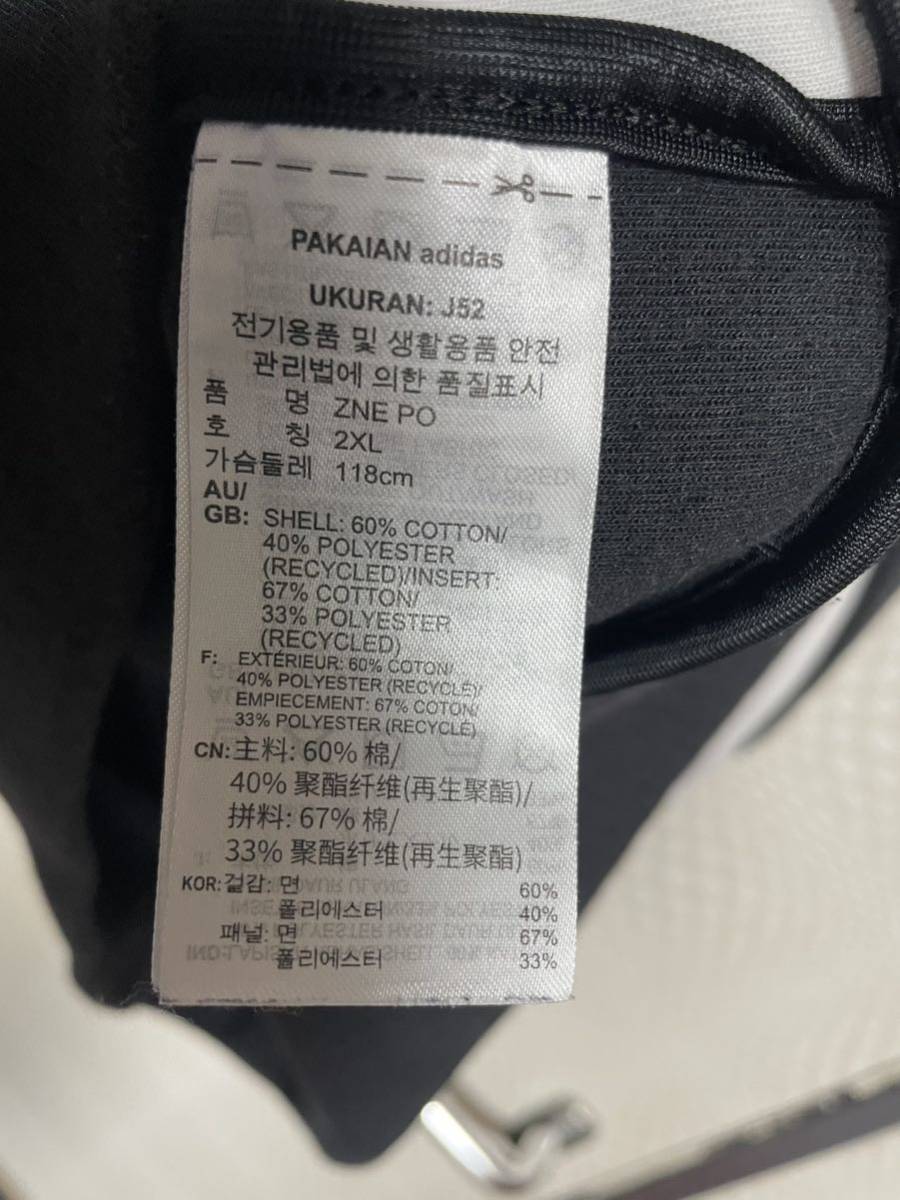 PAKAIAN adidas
UKURAN: J52
전기용품 및 생활용품 안전
관리법에 의한 품질표시
품 명 ZNE PO
호 칭 2XL
가슴둘레 118cm
AU/
GB: SHELL: 60% COTTON/
40% POLYESTER
(RECYCLED)/INSERT:
67% COTTON/
33% POLYESTER
(RECYCLED)
F: EXTÉRIEUR: 60% COTON/
40% POLYESTER (RECYCLÉ)/
EMPIECEMENT: 67% COTON/
33% POLYESTER (RECYCLÉ)
CN: 主料: 60% 棉/
40% 聚酯纤维(再生聚酯)/
拼料: 67% 棉/
33% 聚酯纤维(再生聚酯)
KOR: 겉감: 면 60%
폴리에스터 40%
패널: 면 67%
폴리에스터 33%